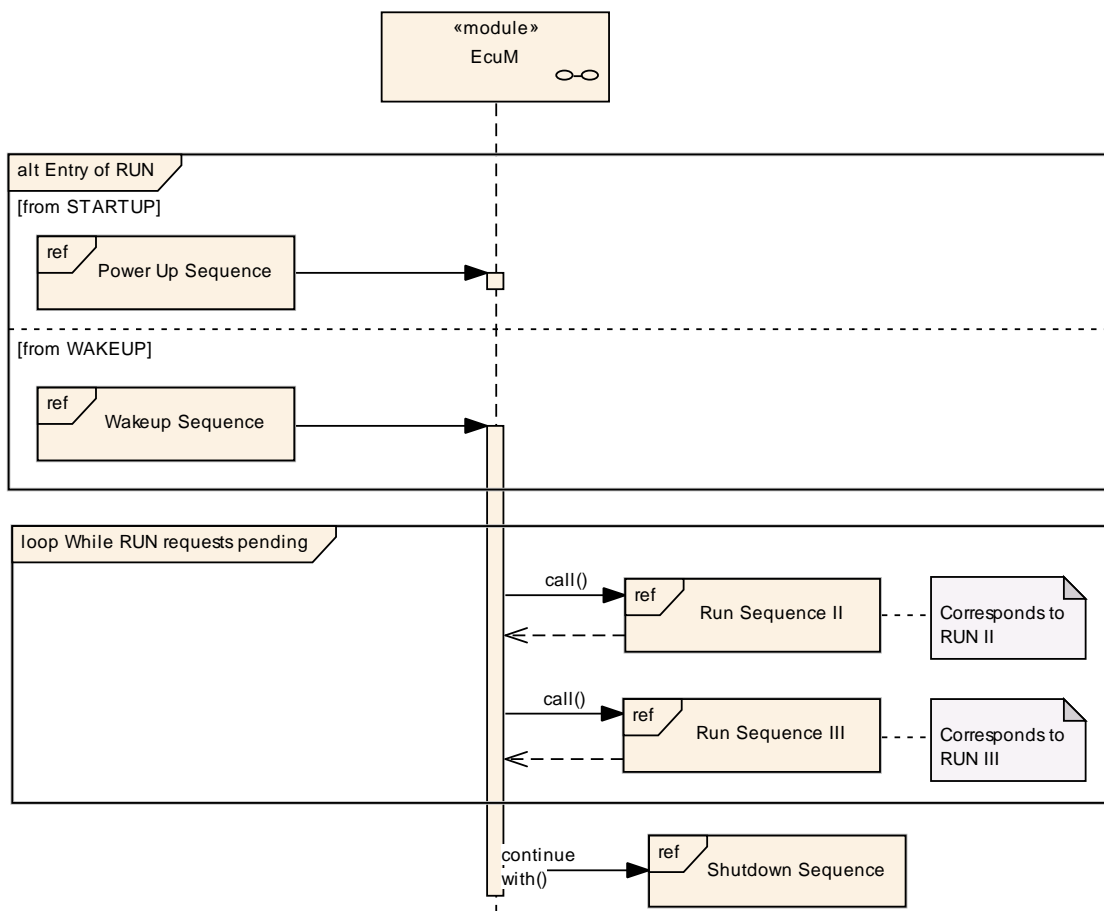 «module»
EcuM
alt Entry of RUN
[from STARTUP]
ref
Power Up Sequence
[from WAKEUP]
ref
Wakeup Sequence
loop While RUN requests pending
call()
ref
Run Sequence II
Corresponds to
RUN II
call()
ref
Run Sequence III
Corresponds to
RUN III
continue
with()
ref
Shutdown Sequence